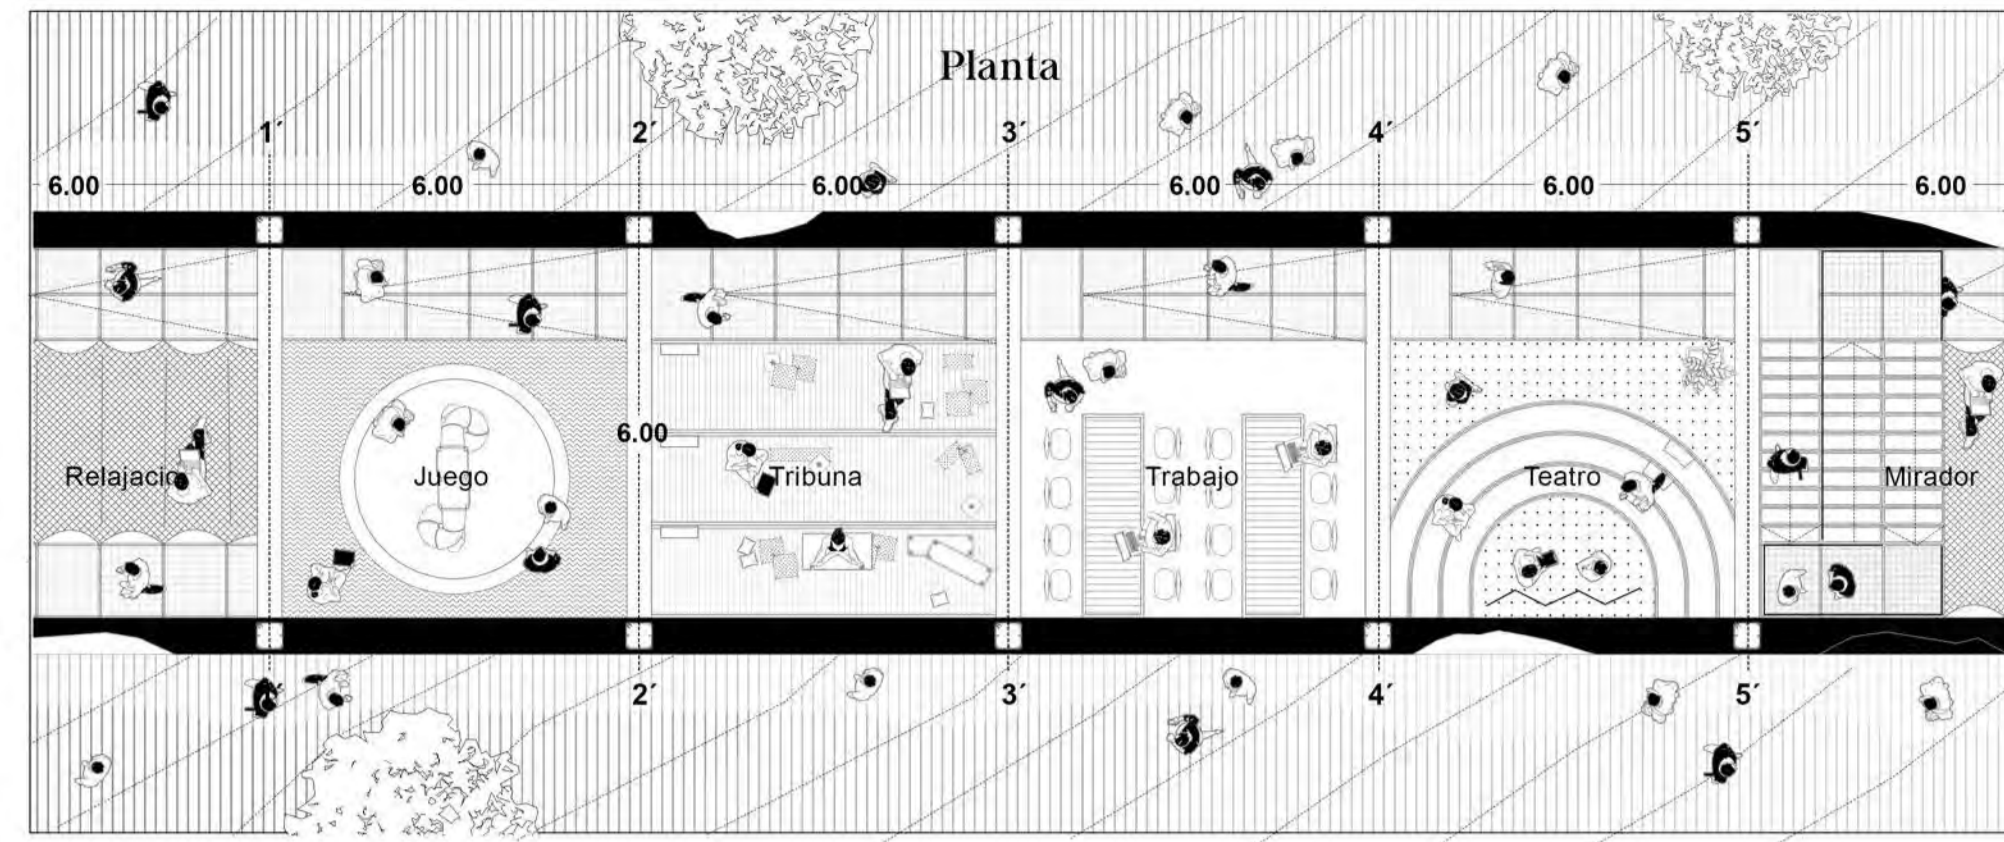 Planta
1´
2´
3´
4´
5´
6.00
6.00
6.00
6.00
6.00
6.00
6.00
Relajacio
Juego
Tribuna
Trabajo
Teatro
Mirador
2´
3´
4´
5´